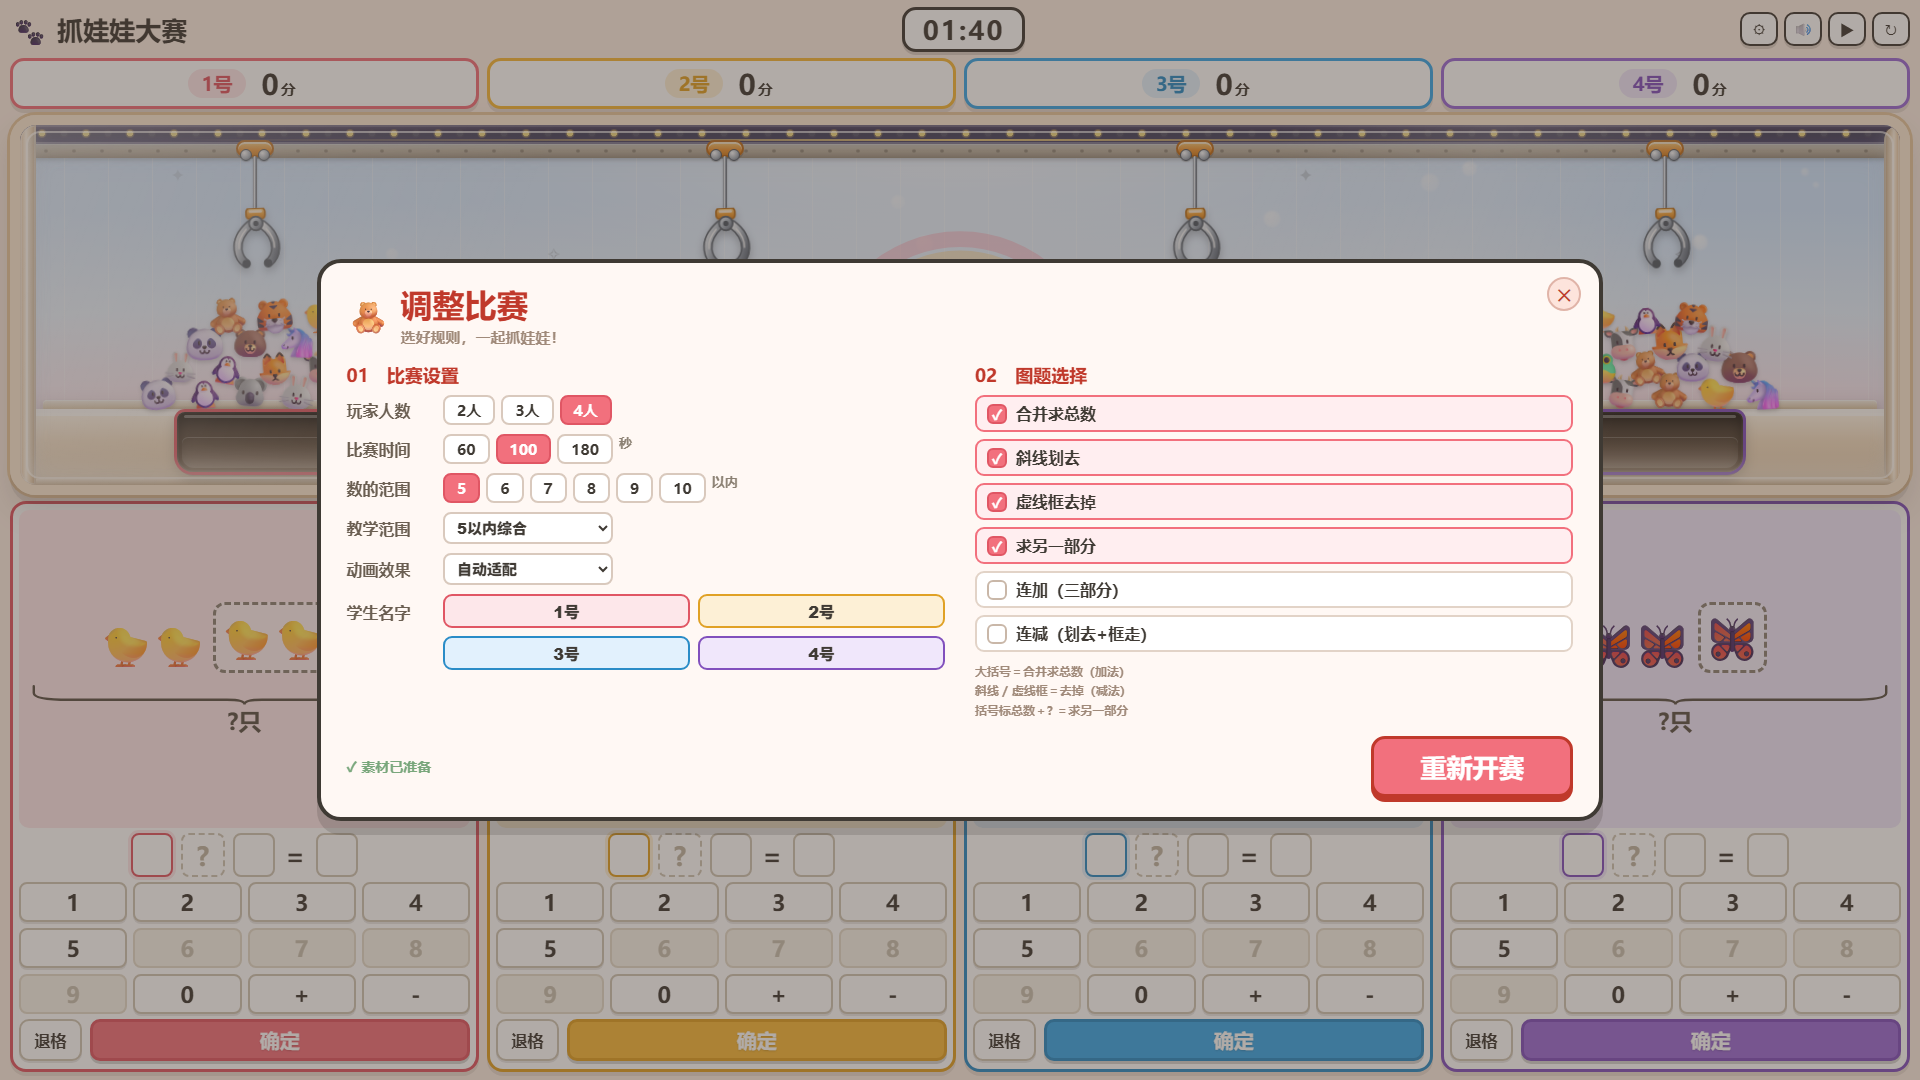 抓娃娃大赛
01:40
1号 0分
2号 0分
3号 0分
4号 0分
调整比赛
选好规则，一起抓娃娃！
01 比赛设置
玩家人数 2人 3人 4人
比赛时间 60 100 180 秒
数的范围 5 6 7 8 9 10 以内
教学范围 5以内综合
动画效果 自动适配
学生名字 1号 2号
3号 4号
✓ 素材已准备
02 图题选择
合并求总数
斜线划去
虚线框去掉
求另一部分
连加（三部分）
连减（划去+框走）
大括号 = 合并求总数（加法）
斜线 / 虚线框 = 去掉（减法）
括号标总数 + ？ = 求另一部分
重新开赛
?只
?只
? =
? =
? =
? =
1 2 3 4
5 6 7 8
9 0 + -
退格 确定
1 2 3 4
5 6 7 8
9 0 + -
退格 确定
1 2 3 4
5 6 7 8
9 0 + -
退格 确定
1 2 3 4
5 6 7 8
9 0 + -
退格 确定